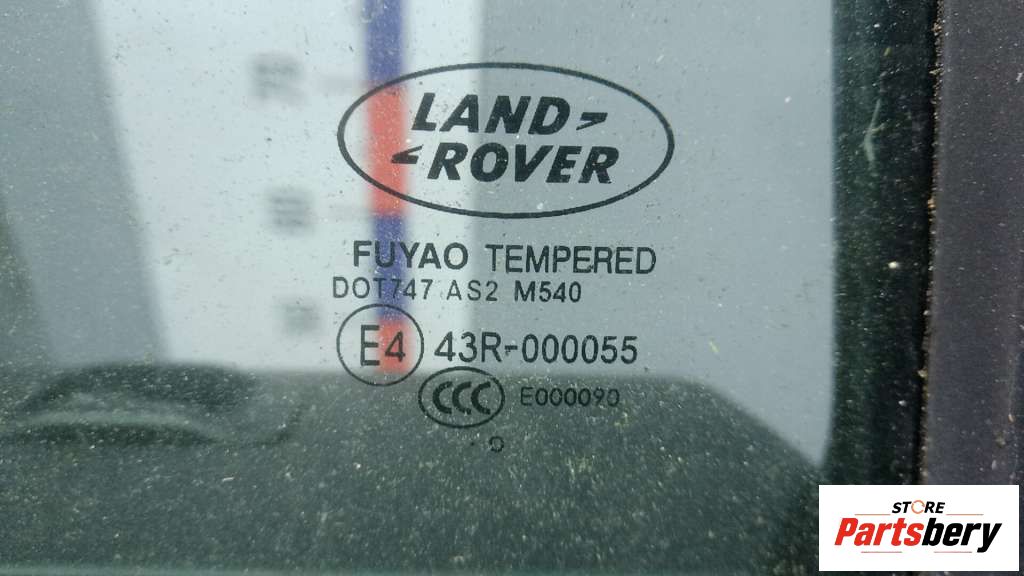 LAND
ROVER
FUYAO TEMPERED
DOT747 AS2 M540
E4 43R-000055
CCC E000090
STORE
Partsbery